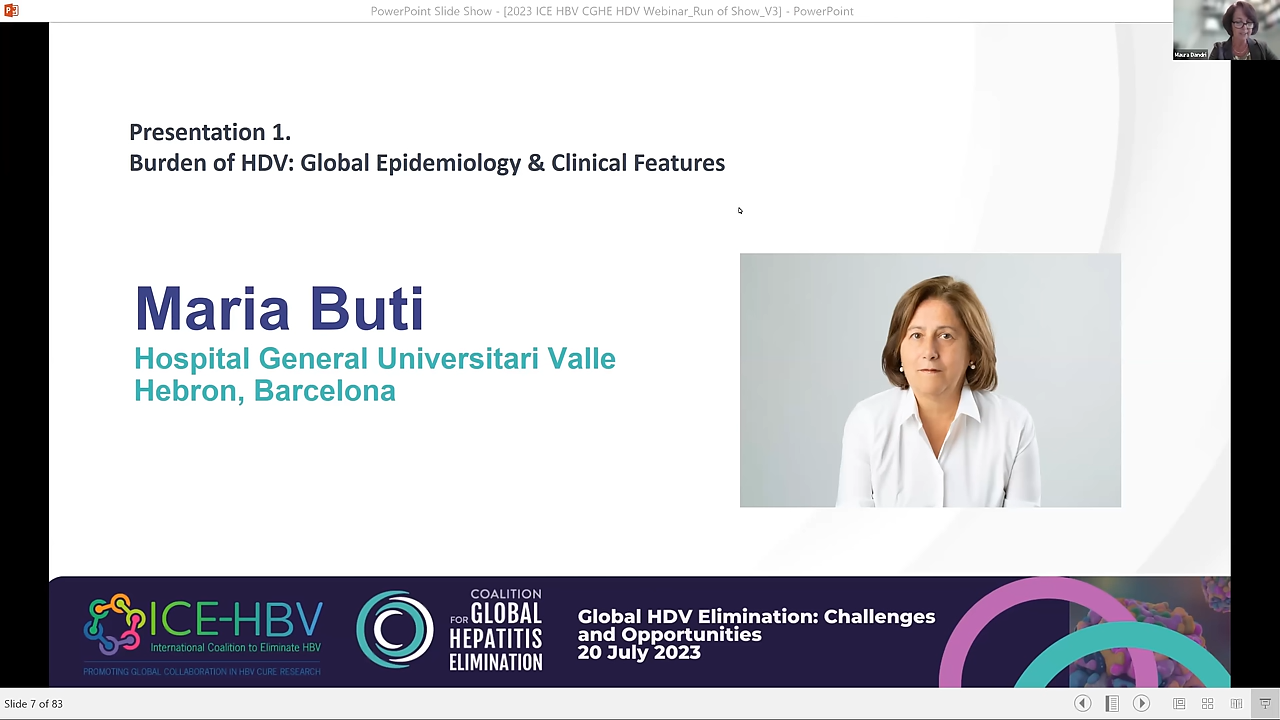 PowerPoint Slide Show - [2023 ICE HBV CGHE HDV Webinar_Run of Show_V3] - PowerPoint
Maura Dandri
Presentation 1.
Burden of HDV: Global Epidemiology & Clinical Features
Maria Buti
Hospital General Universitari Valle
Hebron, Barcelona
ICE-HBV
International Coalition to Eliminate HBV
PROMOTING GLOBAL COLLABORATION IN HBV CURE RESEARCH
COALITION
FOR GLOBAL
HEPATITIS
ELIMINATION
Global HDV Elimination: Challenges
and Opportunities
20 July 2023
Slide 7 of 83